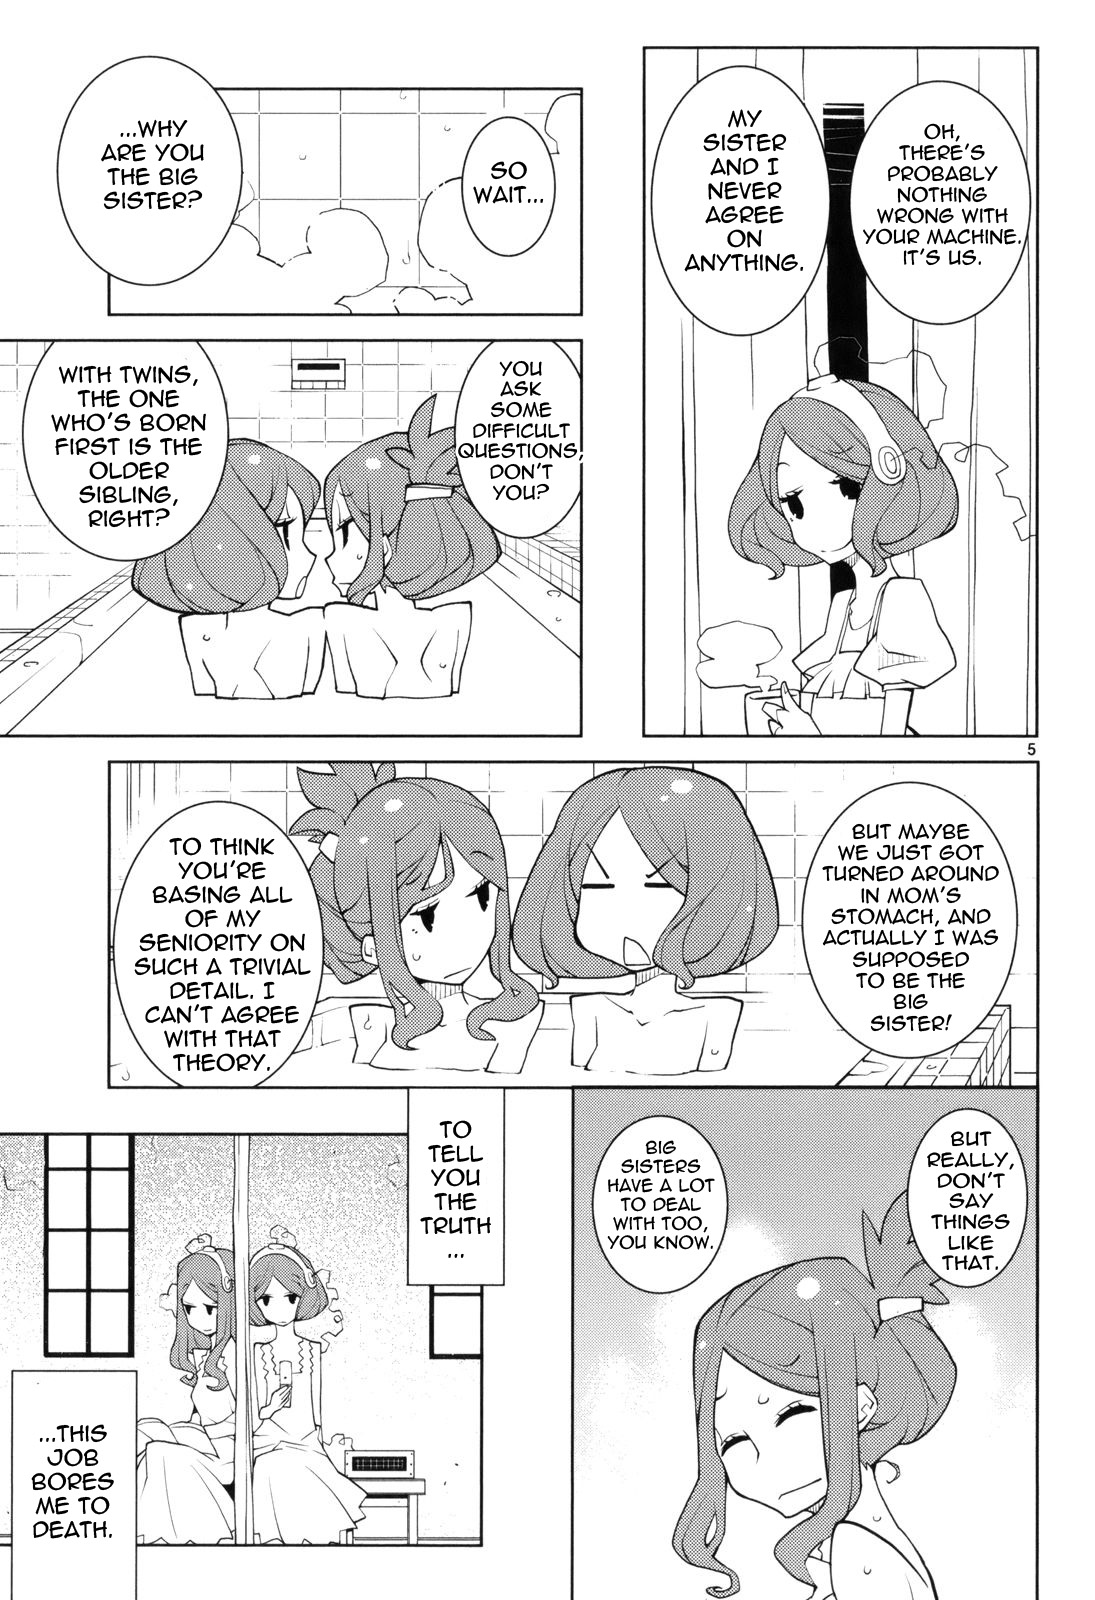 OH,
THERE'S
PROBABLY
NOTHING
WRONG WITH
YOUR MACHINE.
IT'S US.
MY
SISTER
AND I
NEVER
AGREE
ON
ANYTHING.
SO
WAIT...
...WHY
ARE YOU
THE BIG
SISTER?
YOU
ASK
SOME
DIFFICULT
QUESTIONS,
DON'T
YOU?
WITH TWINS,
THE ONE
WHO'S BORN
FIRST IS THE
OLDER
SIBLING,
RIGHT?
5
BUT MAYBE
WE JUST GOT
TURNED AROUND
IN MOM'S
STOMACH, AND
ACTUALLY I WAS
SUPPOSED
TO BE THE
BIG
SISTER!
TO THINK
YOU'RE
BASING ALL
OF MY
SENIORITY ON
SUCH A TRIVIAL
DETAIL. I
CAN'T AGREE
WITH THAT
THEORY.
BUT
REALLY,
DON'T
SAY
THINGS
LIKE
THAT.
BIG
SISTERS
HAVE A LOT
TO DEAL
WITH TOO,
YOU KNOW.
TO
TELL
YOU
THE
TRUTH
...
...THIS
JOB
BORES
ME TO
DEATH.